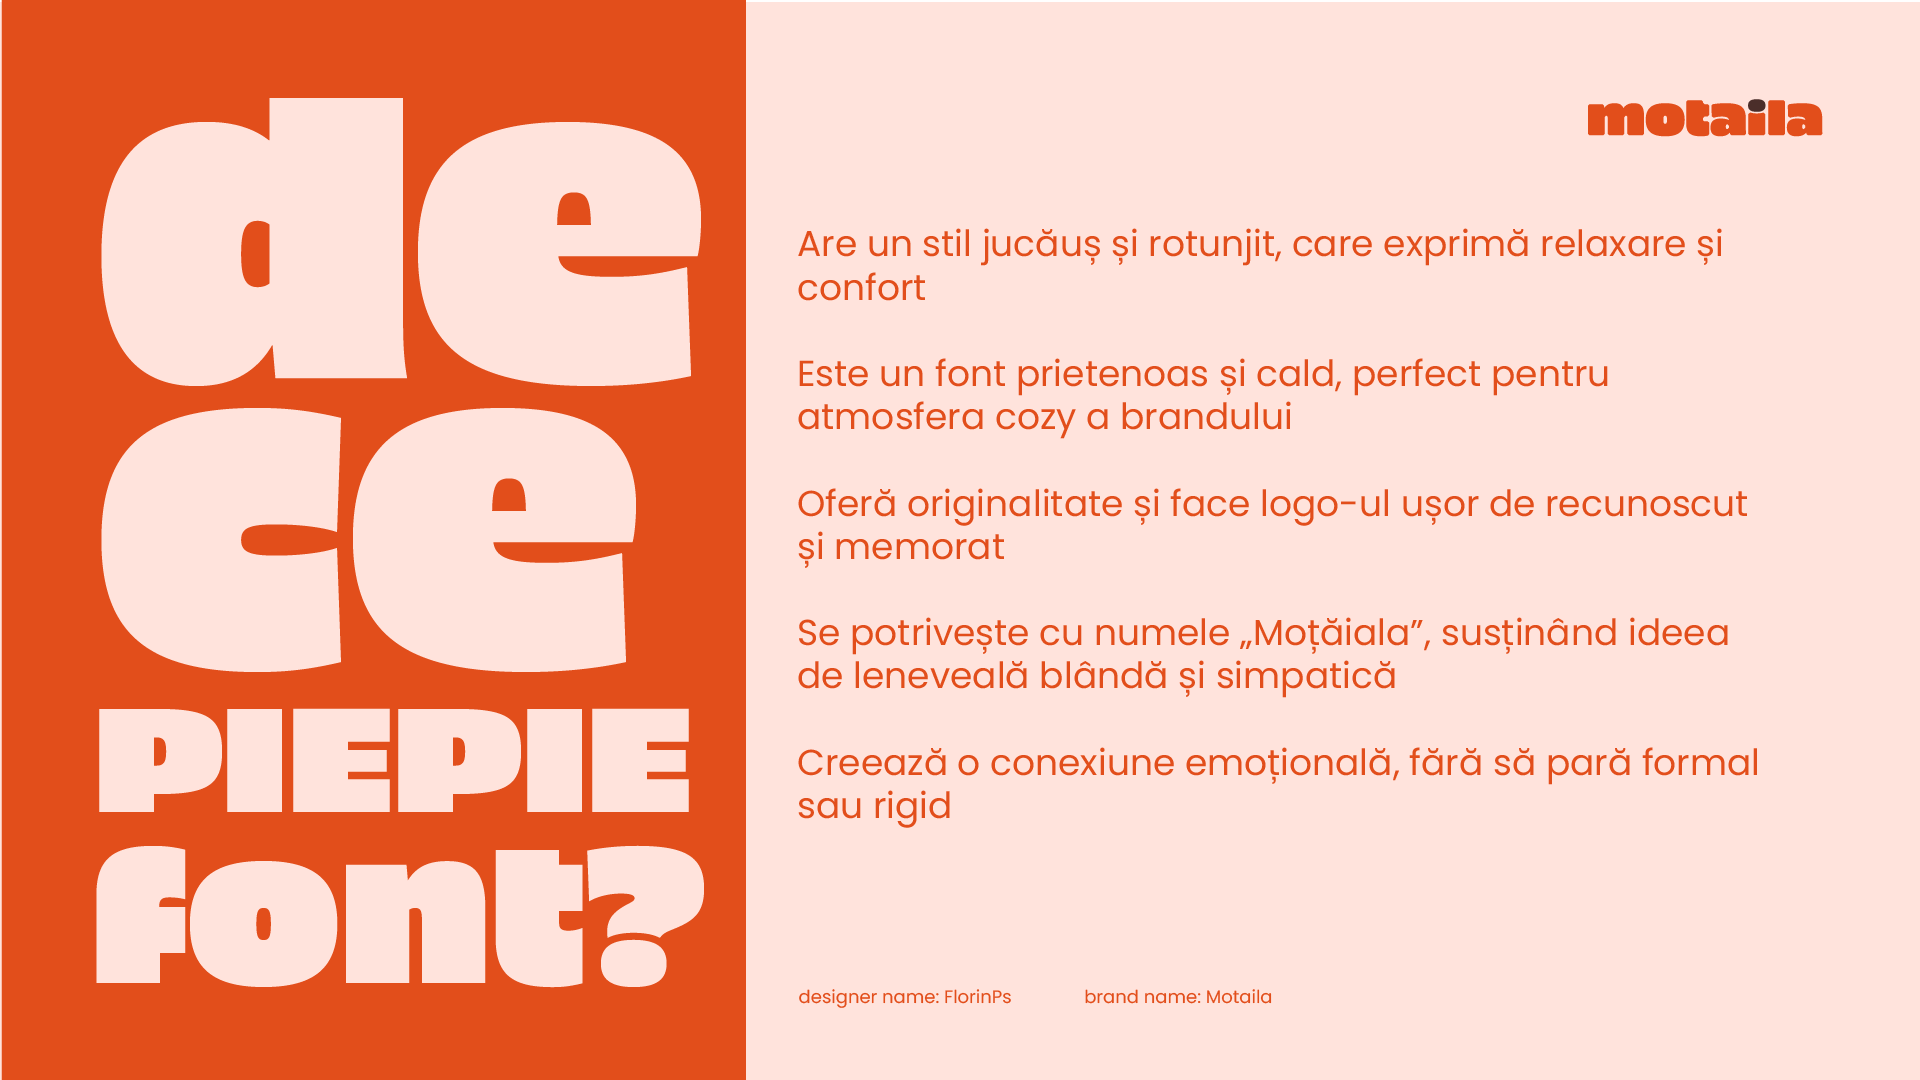 de
ce
PIEPIE
font?
motaila
Are un stil jucăuș și rotunjit, care exprimă relaxare și
confort
Este un font prietenoas și cald, perfect pentru
atmosfera cozy a brandului
Oferă originalitate și face logo-ul ușor de recunoscut
și memorat
Se potrivește cu numele „Moțăiala”, susținând ideea
de leneveală blândă și simpatică
Creează o conexiune emoțională, fără să pară formal
sau rigid
designer name: FlorinPs
brand name: Motaila